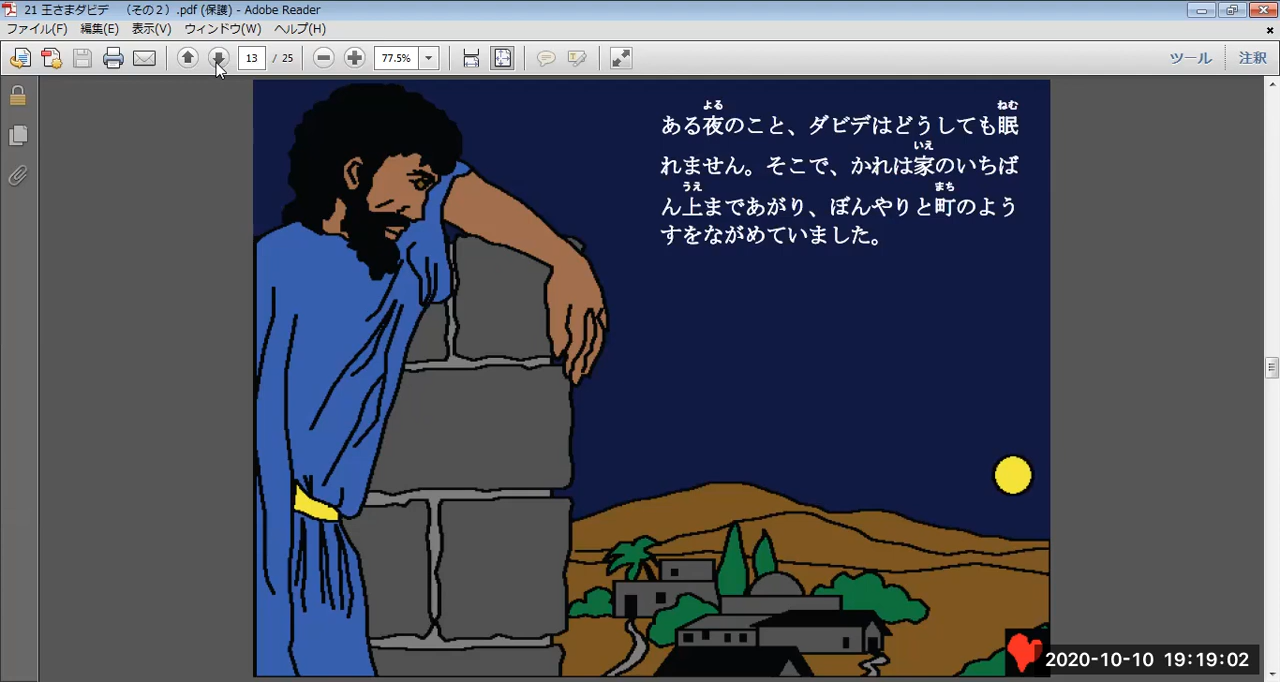 21 王さまダビデ　（その２）.pdf (保護) - Adobe Reader
ファイル(F) 編集(E) 表示(V) ウィンドウ(W) ヘルプ(H)
13 / 25 77.5% ツール 注釈
よる ねむ
ある夜のこと、ダビデはどうしても眠
いえ
れません。そこで、かれは家のいちば
うえ まち
ん上まであがり、ぼんやりと町のよう
すをながめていました。
2020-10-10 19:19:02